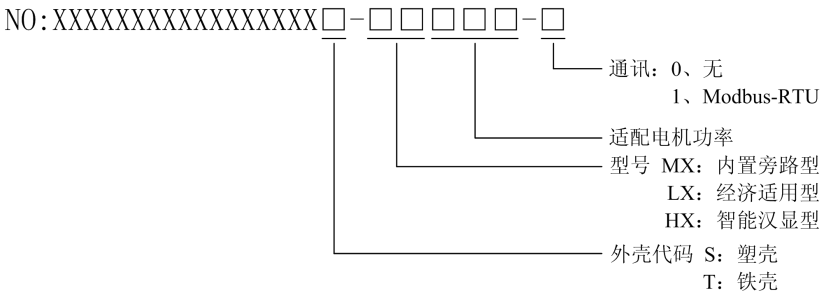 NO:XXXXXXXXXXXXXXXXXX□-□□□□□-□
通讯：0、无
1、Modbus-RTU
适配电机功率
型号 MX：内置旁路型
LX：经济适用型
HX：智能汉显型
外壳代码 S：塑壳
T：铁壳